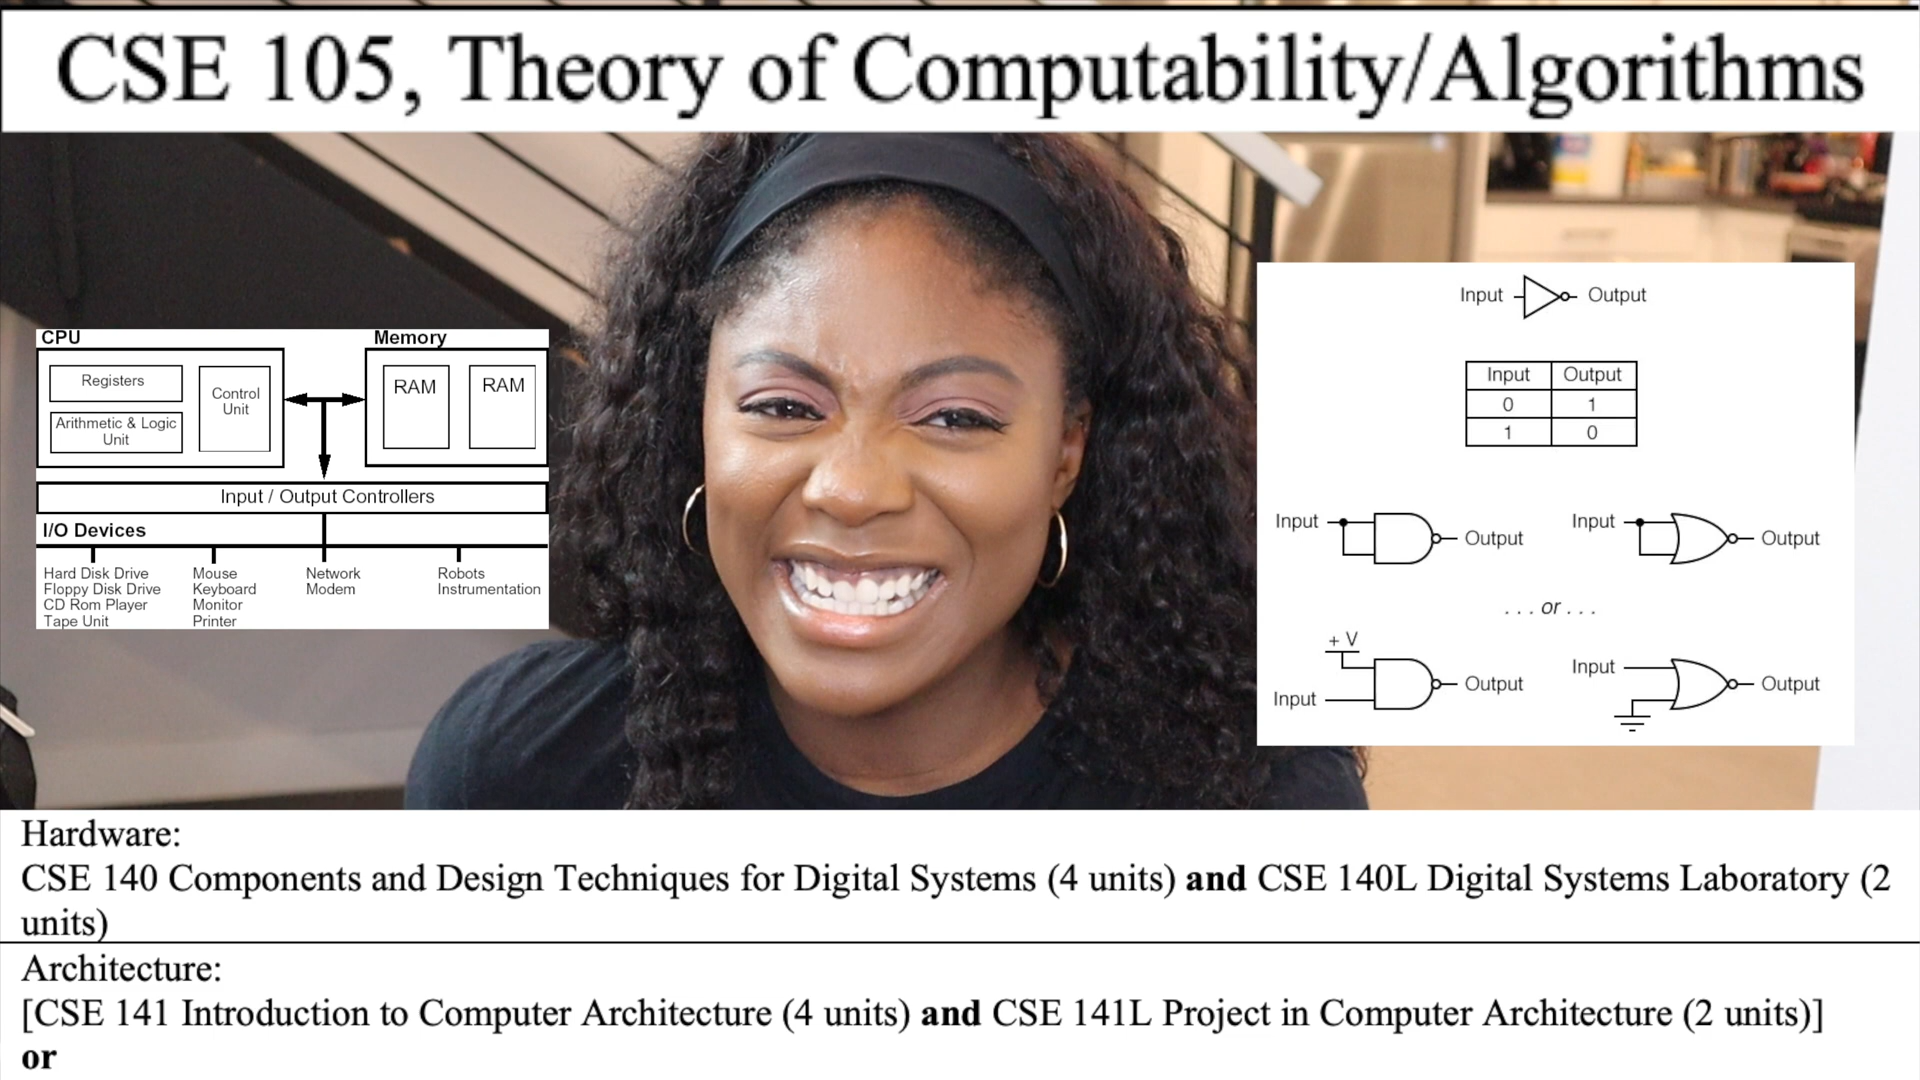 CSE 105, Theory of Computability/Algorithms
CPU
Memory
Registers
Arithmetic & Logic
Unit
Control
Unit
RAM
RAM
Input / Output Controllers
I/O Devices
Hard Disk Drive
Floppy Disk Drive
CD Rom Player
Tape Unit
Mouse
Keyboard
Monitor
Printer
Network
Modem
Robots
Instrumentation
Input Output
Input Output
0 1
1 0
Input Output
Input Output
. . . or . . .
+ V
Input Output
Input Output
Hardware:
CSE 140 Components and Design Techniques for Digital Systems (4 units) and CSE 140L Digital Systems Laboratory (2
units)
Architecture:
[CSE 141 Introduction to Computer Architecture (4 units) and CSE 141L Project in Computer Architecture (2 units)]
or